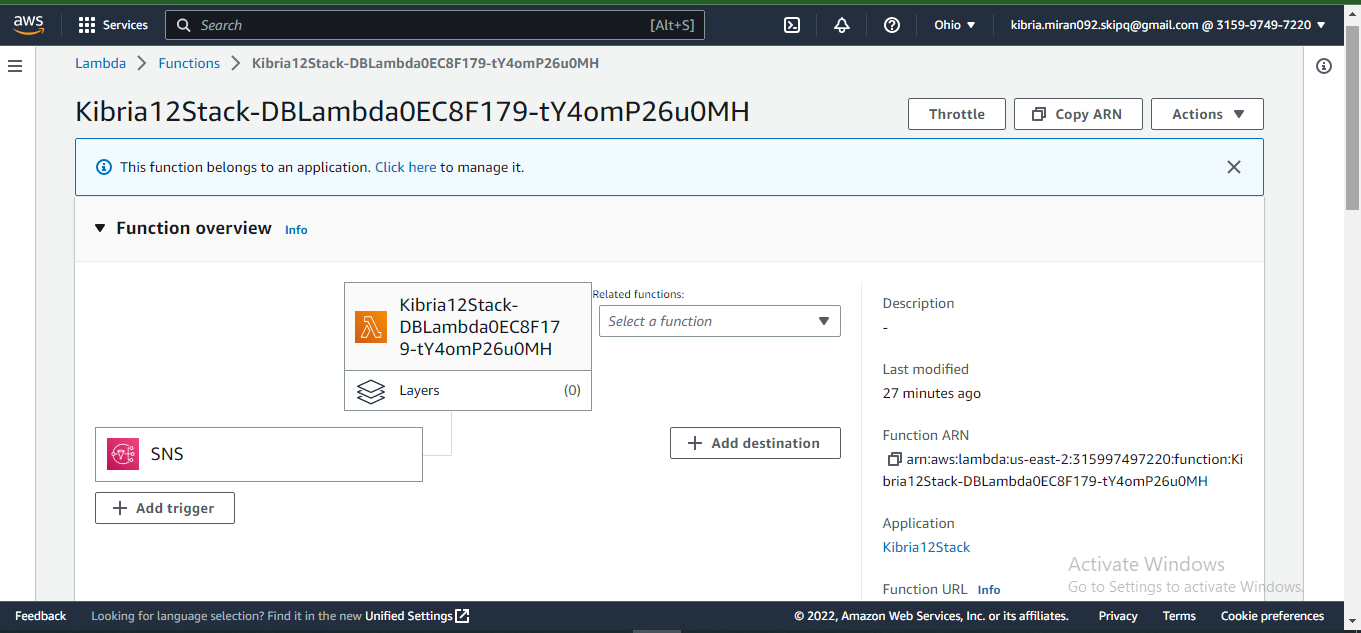 aws
Services
Search
[Alt+S]
Ohio
kibria.miran092.skipq@gmail.com @ 3159-9749-7220
Lambda
Functions
Kibria12Stack-DBLambda0EC8F179-tY4omP26u0MH
Kibria12Stack-DBLambda0EC8F179-tY4omP26u0MH
Throttle
Copy ARN
Actions
This function belongs to an application. Click here to manage it.
Function overview Info
Kibria12Stack-
DBLambda0EC8F17
9-tY4omP26u0MH
Layers (0)
Related functions:
Select a function
SNS
Add trigger
Add destination
Description
-
Last modified
27 minutes ago
Function ARN
arn:aws:lambda:us-east-2:315997497220:function:Ki
bria12Stack-DBLambda0EC8F179-tY4omP26u0MH
Application
Kibria12Stack
Function URL Info
Activate Windows
Go to Settings to activate Windows.
Feedback
Looking for language selection? Find it in the new Unified Settings
© 2022, Amazon Web Services, Inc. or its affiliates.
Privacy
Terms
Cookie preferences